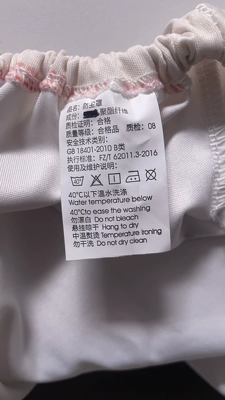 品名：防尘罩
成分：聚酯纤维
质检证明：合格
质量等级：合格品 质检：08
安全技术类别：
GB 18401-2010 B类
执行标准：FZ/T 62011.3-2016
使用及维护说明：
40℃以下温水洗涤
Water temperature below
40℃to ease the washing
勿漂白 Do not bleach
悬挂晾干 Hang to dry
中温熨烫 Temperature ironing
勿干洗 Do not dry clean